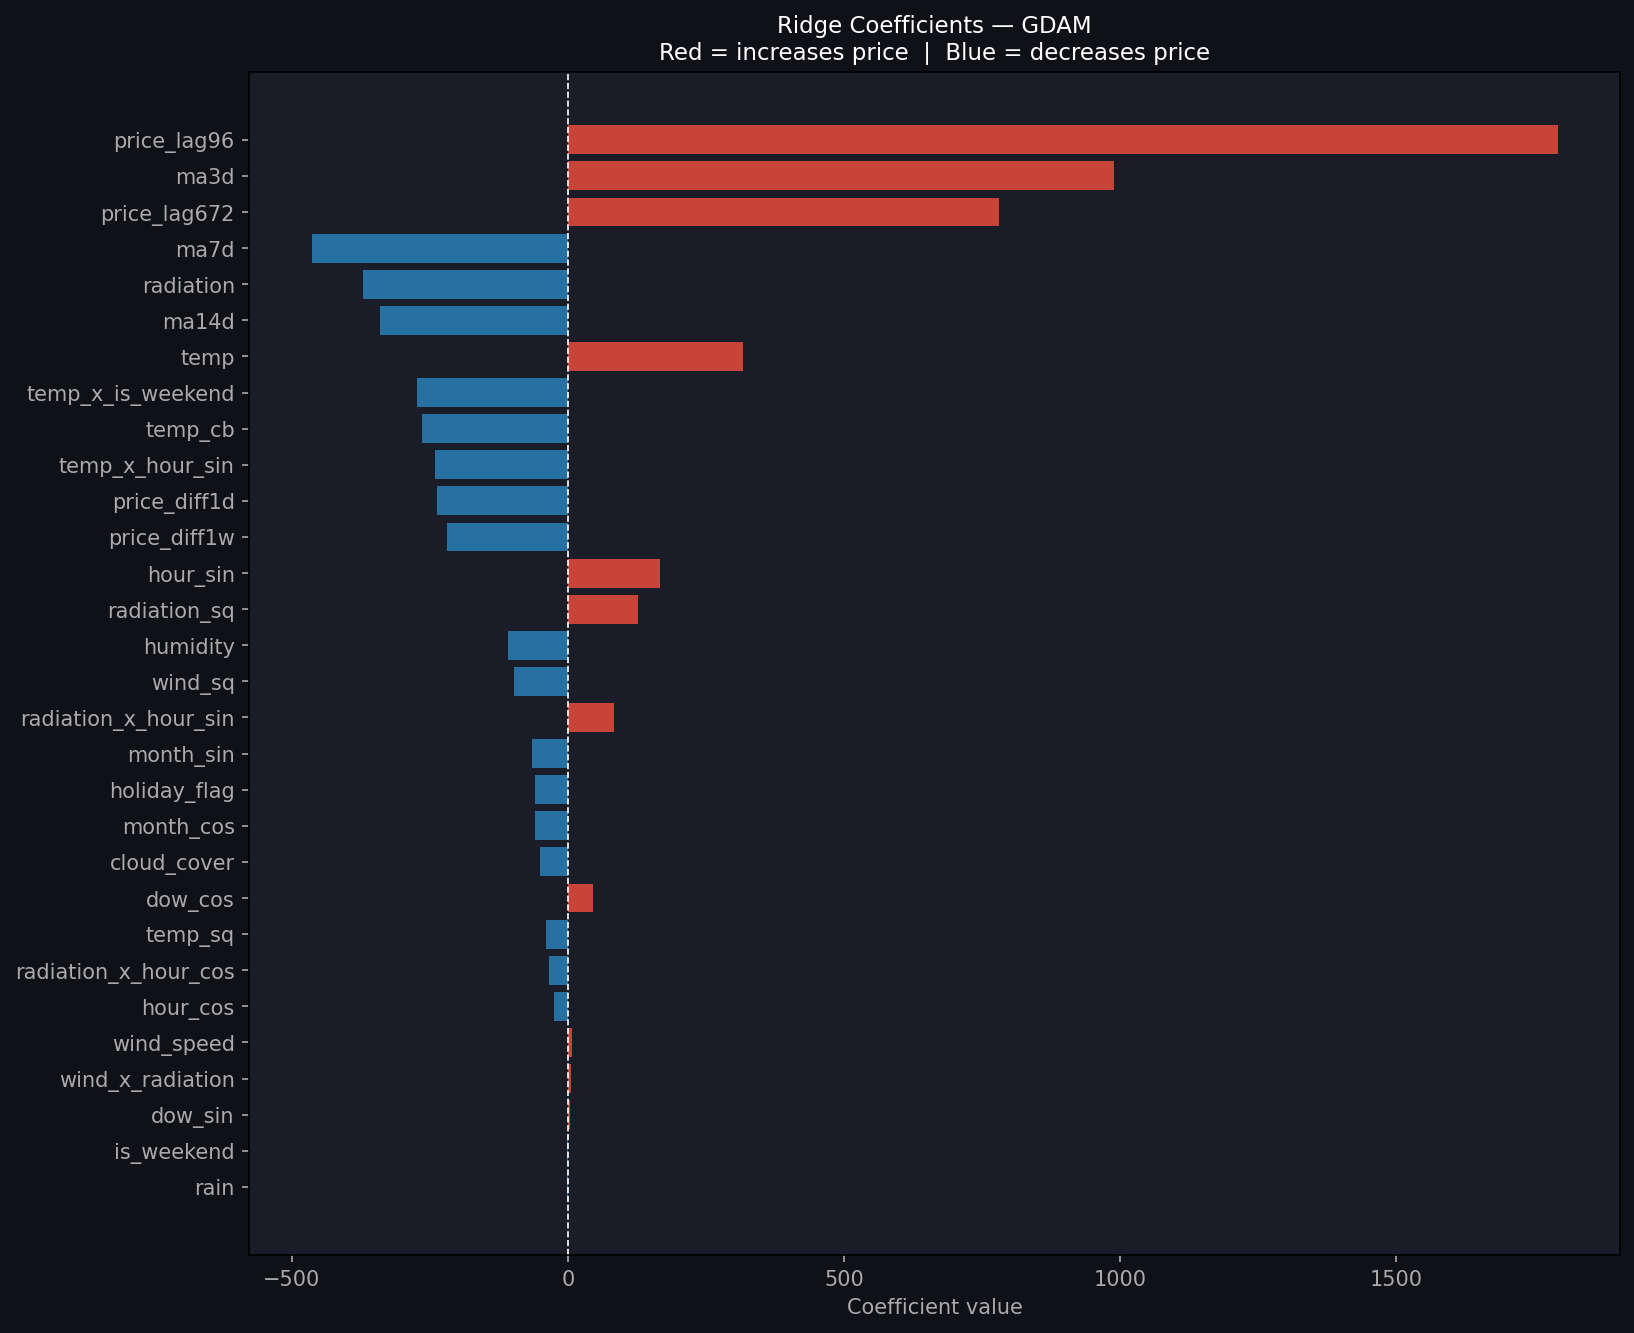 Ridge Coefficients — GDAM
Red = increases price | Blue = decreases price
price_lag96
ma3d
price_lag672
ma7d
radiation
ma14d
temp
temp_x_is_weekend
temp_cb
temp_x_hour_sin
price_diff1d
price_diff1w
hour_sin
radiation_sq
humidity
wind_sq
radiation_x_hour_sin
month_sin
holiday_flag
month_cos
cloud_cover
dow_cos
temp_sq
radiation_x_hour_cos
hour_cos
wind_speed
wind_x_radiation
dow_sin
is_weekend
rain
−500 0 500 1000 1500
Coefficient value